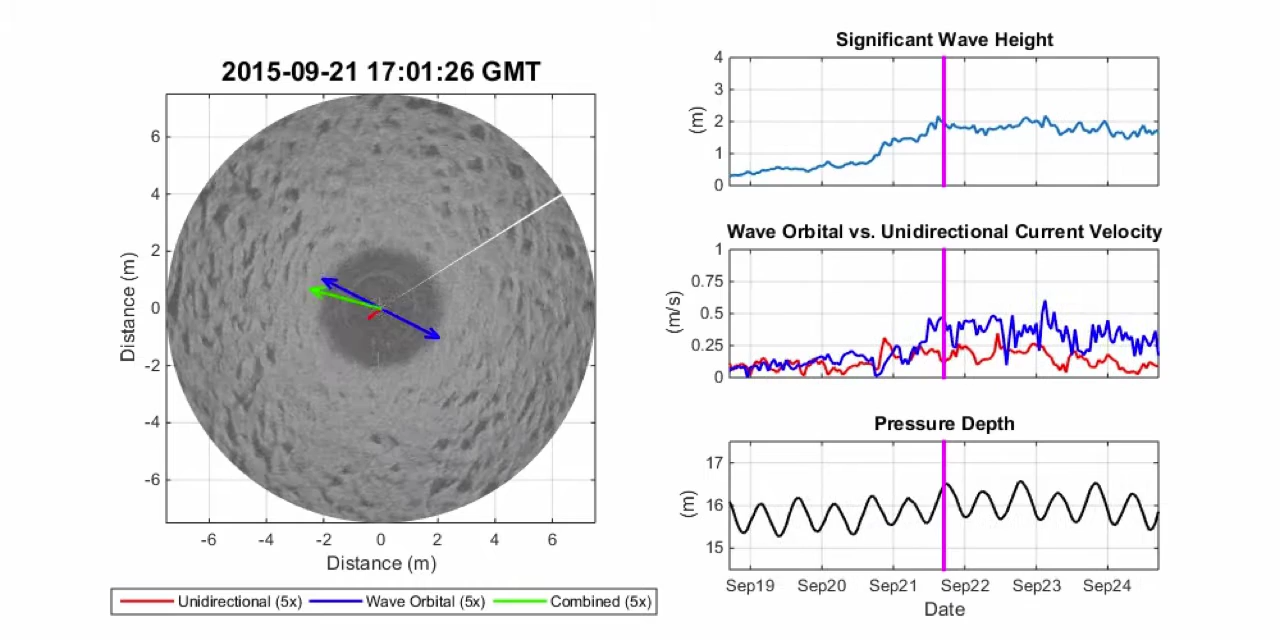 2015-09-21 17:01:26 GMT
Distance (m)
6
4
2
0
-2
-4
-6
-6 -4 -2 0 2 4 6
Distance (m)
Unidirectional (5x) Wave Orbital (5x) Combined (5x)
Significant Wave Height
(m)
4
3
2
1
0
Wave Orbital vs. Unidirectional Current Velocity
(m/s)
1
0.75
0.5
0.25
0
Pressure Depth
(m)
17
16
15
Sep19 Sep20 Sep21 Sep22 Sep23 Sep24
Date